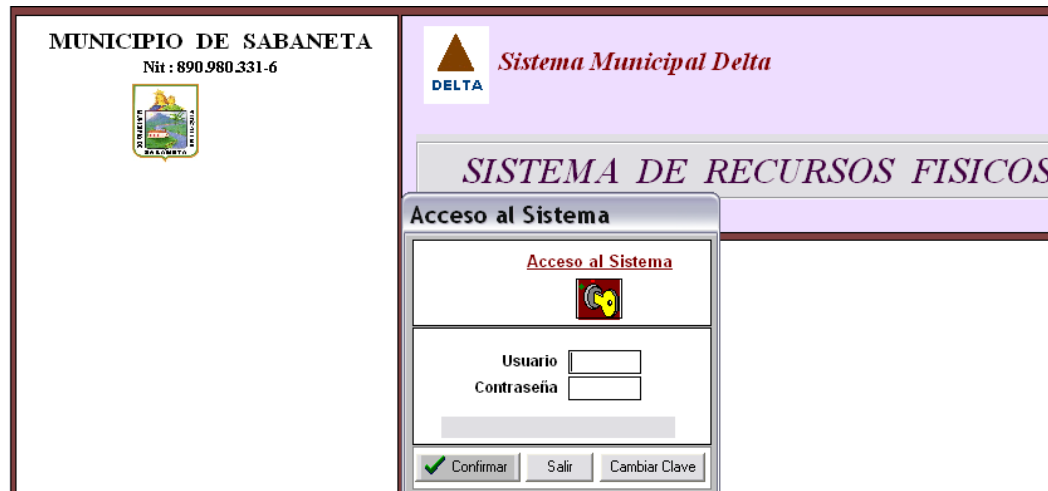 MUNICIPIO DE SABANETA
Nit : 890.980.331-6
DELTA
Sistema Municipal Delta
SISTEMA DE RECURSOS FISICOS
Acceso al Sistema
Acceso al Sistema
Usuario
Contraseña
Confirmar
Salir
Cambiar Clave